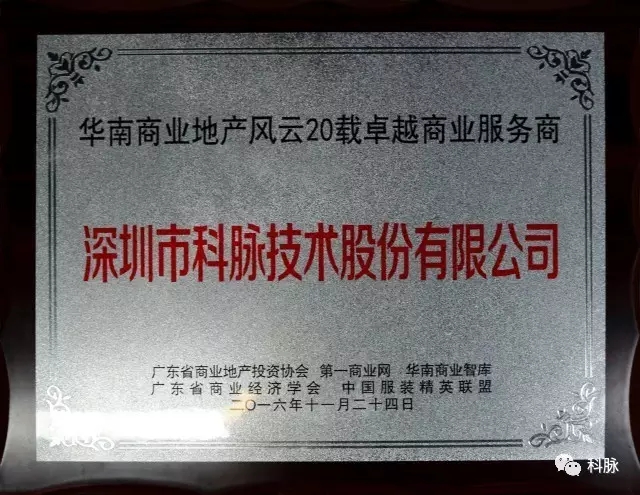 华南商业地产风云20载卓越商业服务商
深圳市科脉技术股份有限公司
广东省商业地产投资协会 第一商业网 华南商业智库
广东省商业经济学会 中国服装精英联盟
二〇一六年十一月二十四日
科脉